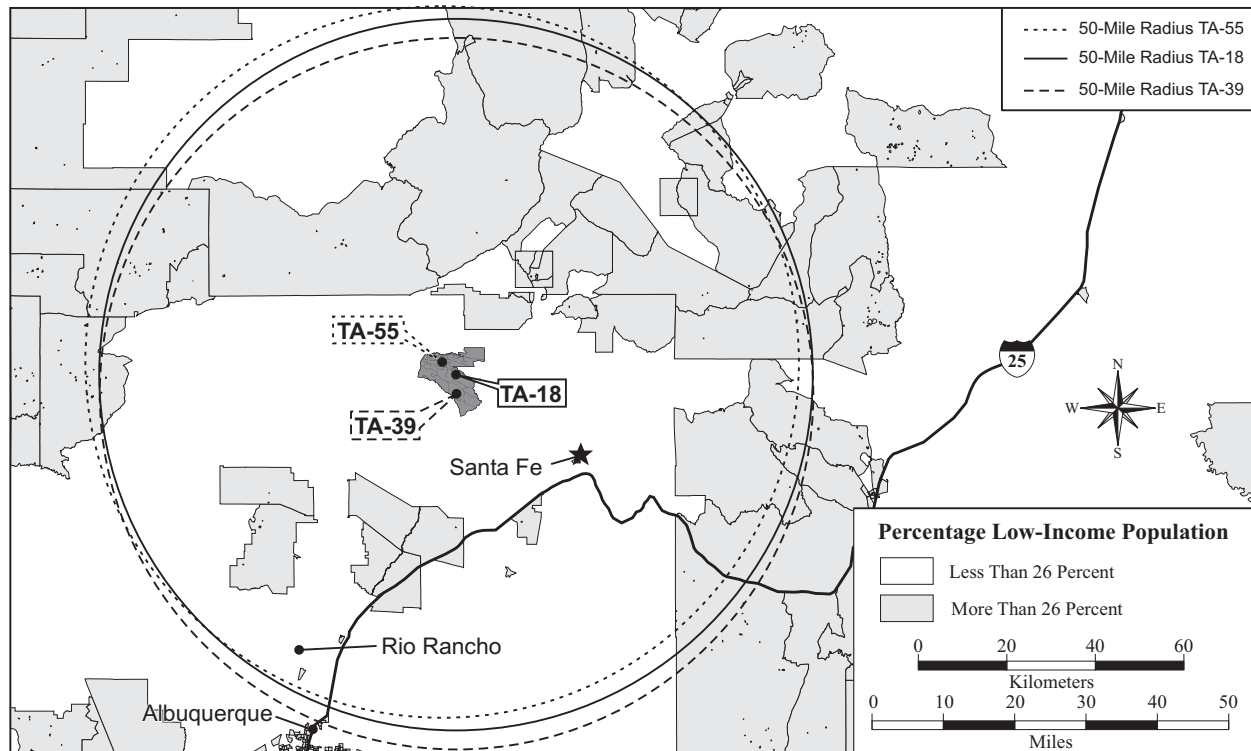 50-Mile Radius TA-55
50-Mile Radius TA-18
50-Mile Radius TA-39
TA-55
TA-18
TA-39
25
N
W E
S
Santa Fe
Rio Rancho
Albuquerque
Percentage Low-Income Population
Less Than 26 Percent
More Than 26 Percent
0 20 40 60
Kilometers
0 10 20 30 40 50
Miles